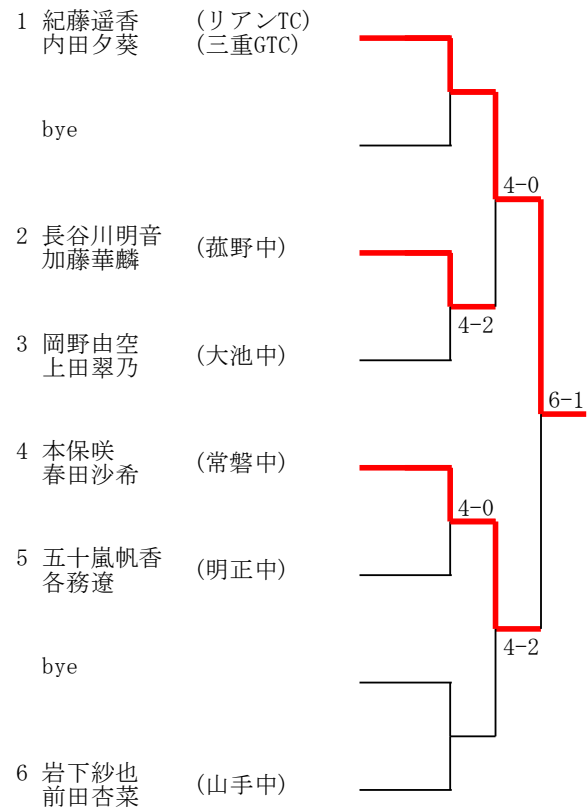 1 紀藤遥香 (リアンTC)
内田夕葵 (三重GTC)
bye
4-0
2 長谷川明音 (菰野中)
加藤華麟
4-2
3 岡野由空 (大池中)
上田翠乃
6-1
4 本保咲 (常磐中)
春田沙希
4-0
5 五十嵐帆香 (明正中)
各務遼
4-2
bye
6 岩下紗也 (山手中)
前田杏菜